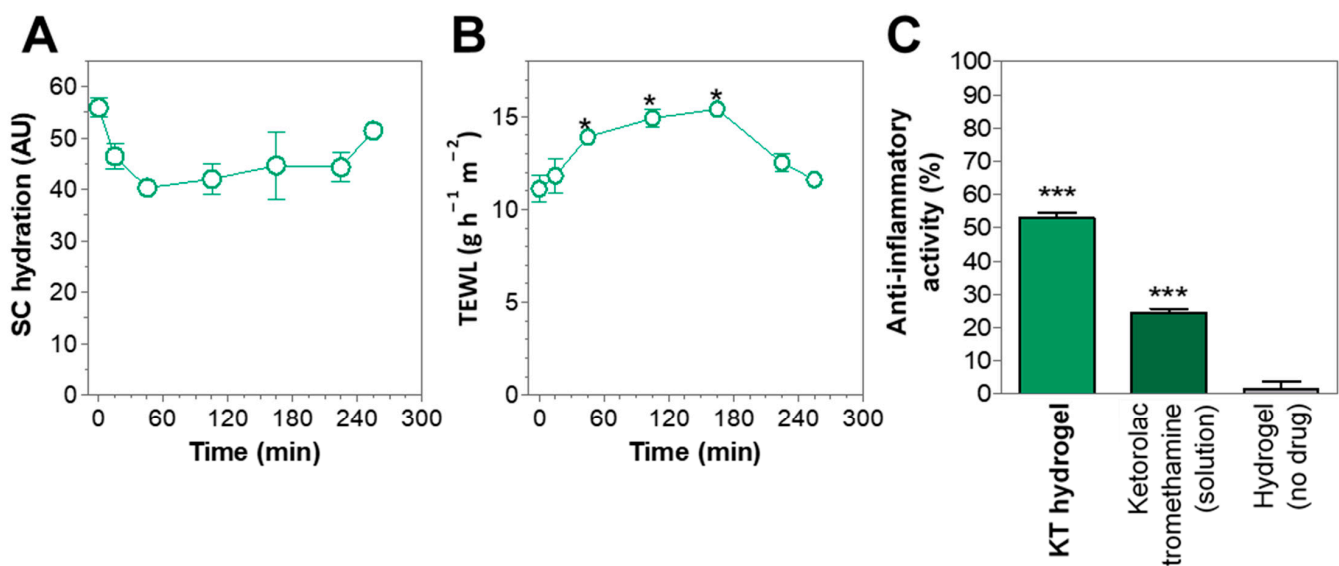 A
SC hydration (AU)
60
50
40
30
20
10
0
0 60 120 180 240 300
Time (min)
B
TEWL (g h⁻¹ m⁻²)
15
10
5
0
* * *
0 60 120 180 240 300
Time (min)
C
Anti-inflammatory
activity (%)
100
90
80
70
60
50
40
30
20
10
0
***
***
KT hydrogel
Ketorolac
tromethamine
(solution)
Hydrogel
(no drug)